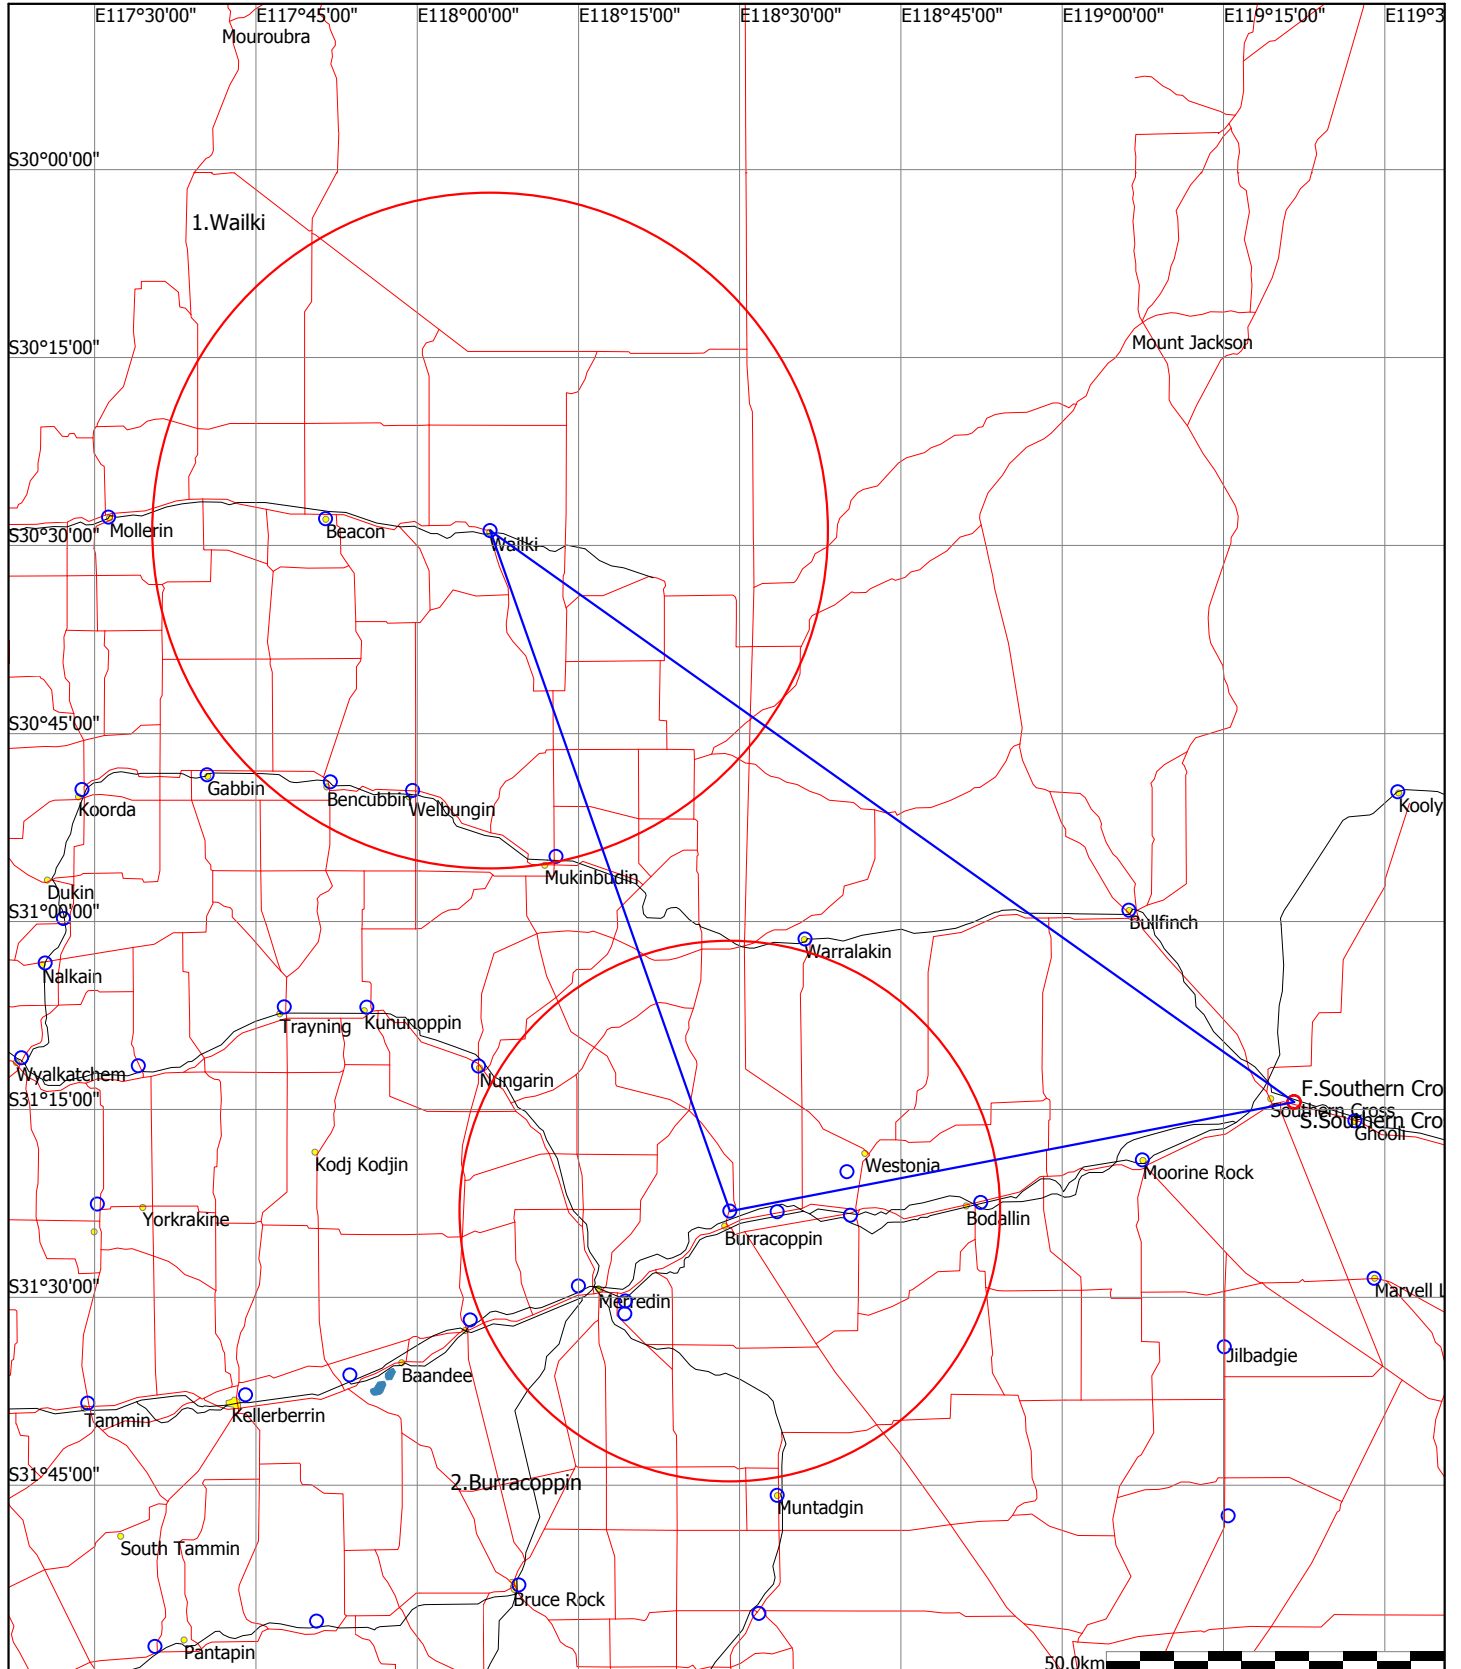 E117°30'00" E117°45'00" E118°00'00" E118°15'00" E118°30'00" E118°45'00" E119°00'00" E119°15'00" E119°3
Mouroubra
S30°00'00"
1.Wailki
Mount Jackson
S30°15'00"
Mollerin
Beacon
Wailki
S30°30'00"
S30°45'00"
Koorda
Gabbin
Bencubbin
Welbungin
Kooly
Mukinbudin
Dukin
S31°00'00"
Bullfinch
Warralakin
Nalkain
Trayning
Kununoppin
Wyalkatchem
Nungarin
F.Southern Cro
S31°15'00"
Southern Cross
S.Southern Cro
Ghooli
Kodj Kodjin
Westonia
Moorine Rock
Yorkrakine
Bodallin
Burracoppin
S31°30'00"
Merredin
Marvell L
Jilbadgie
Baandee
Tammin
Kellerberrin
S31°45'00"
2.Burracoppin
Muntadgin
South Tammin
Bruce Rock
Pantapin
50.0km